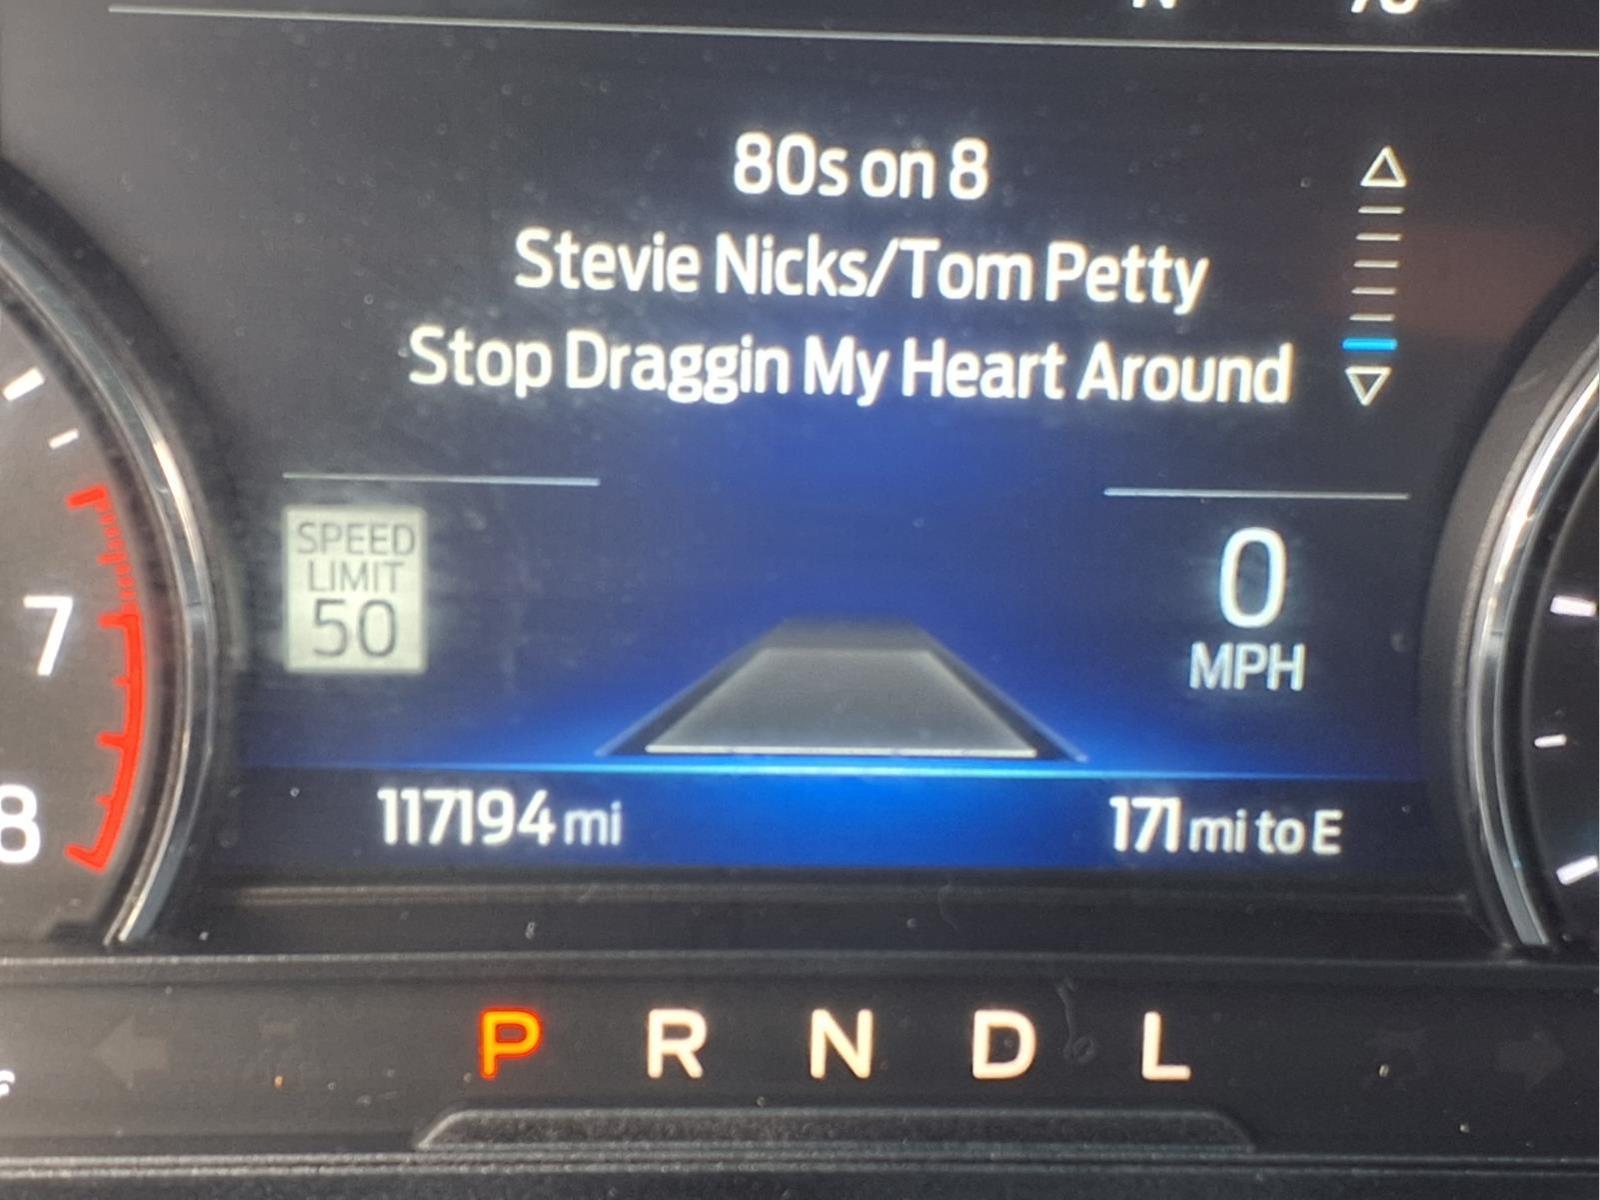 80s on 8
Stevie Nicks/Tom Petty
Stop Draggin My Heart Around
SPEED
LIMIT
50
0
MPH
7
8
117194 mi
171 mi to E
P R N D L